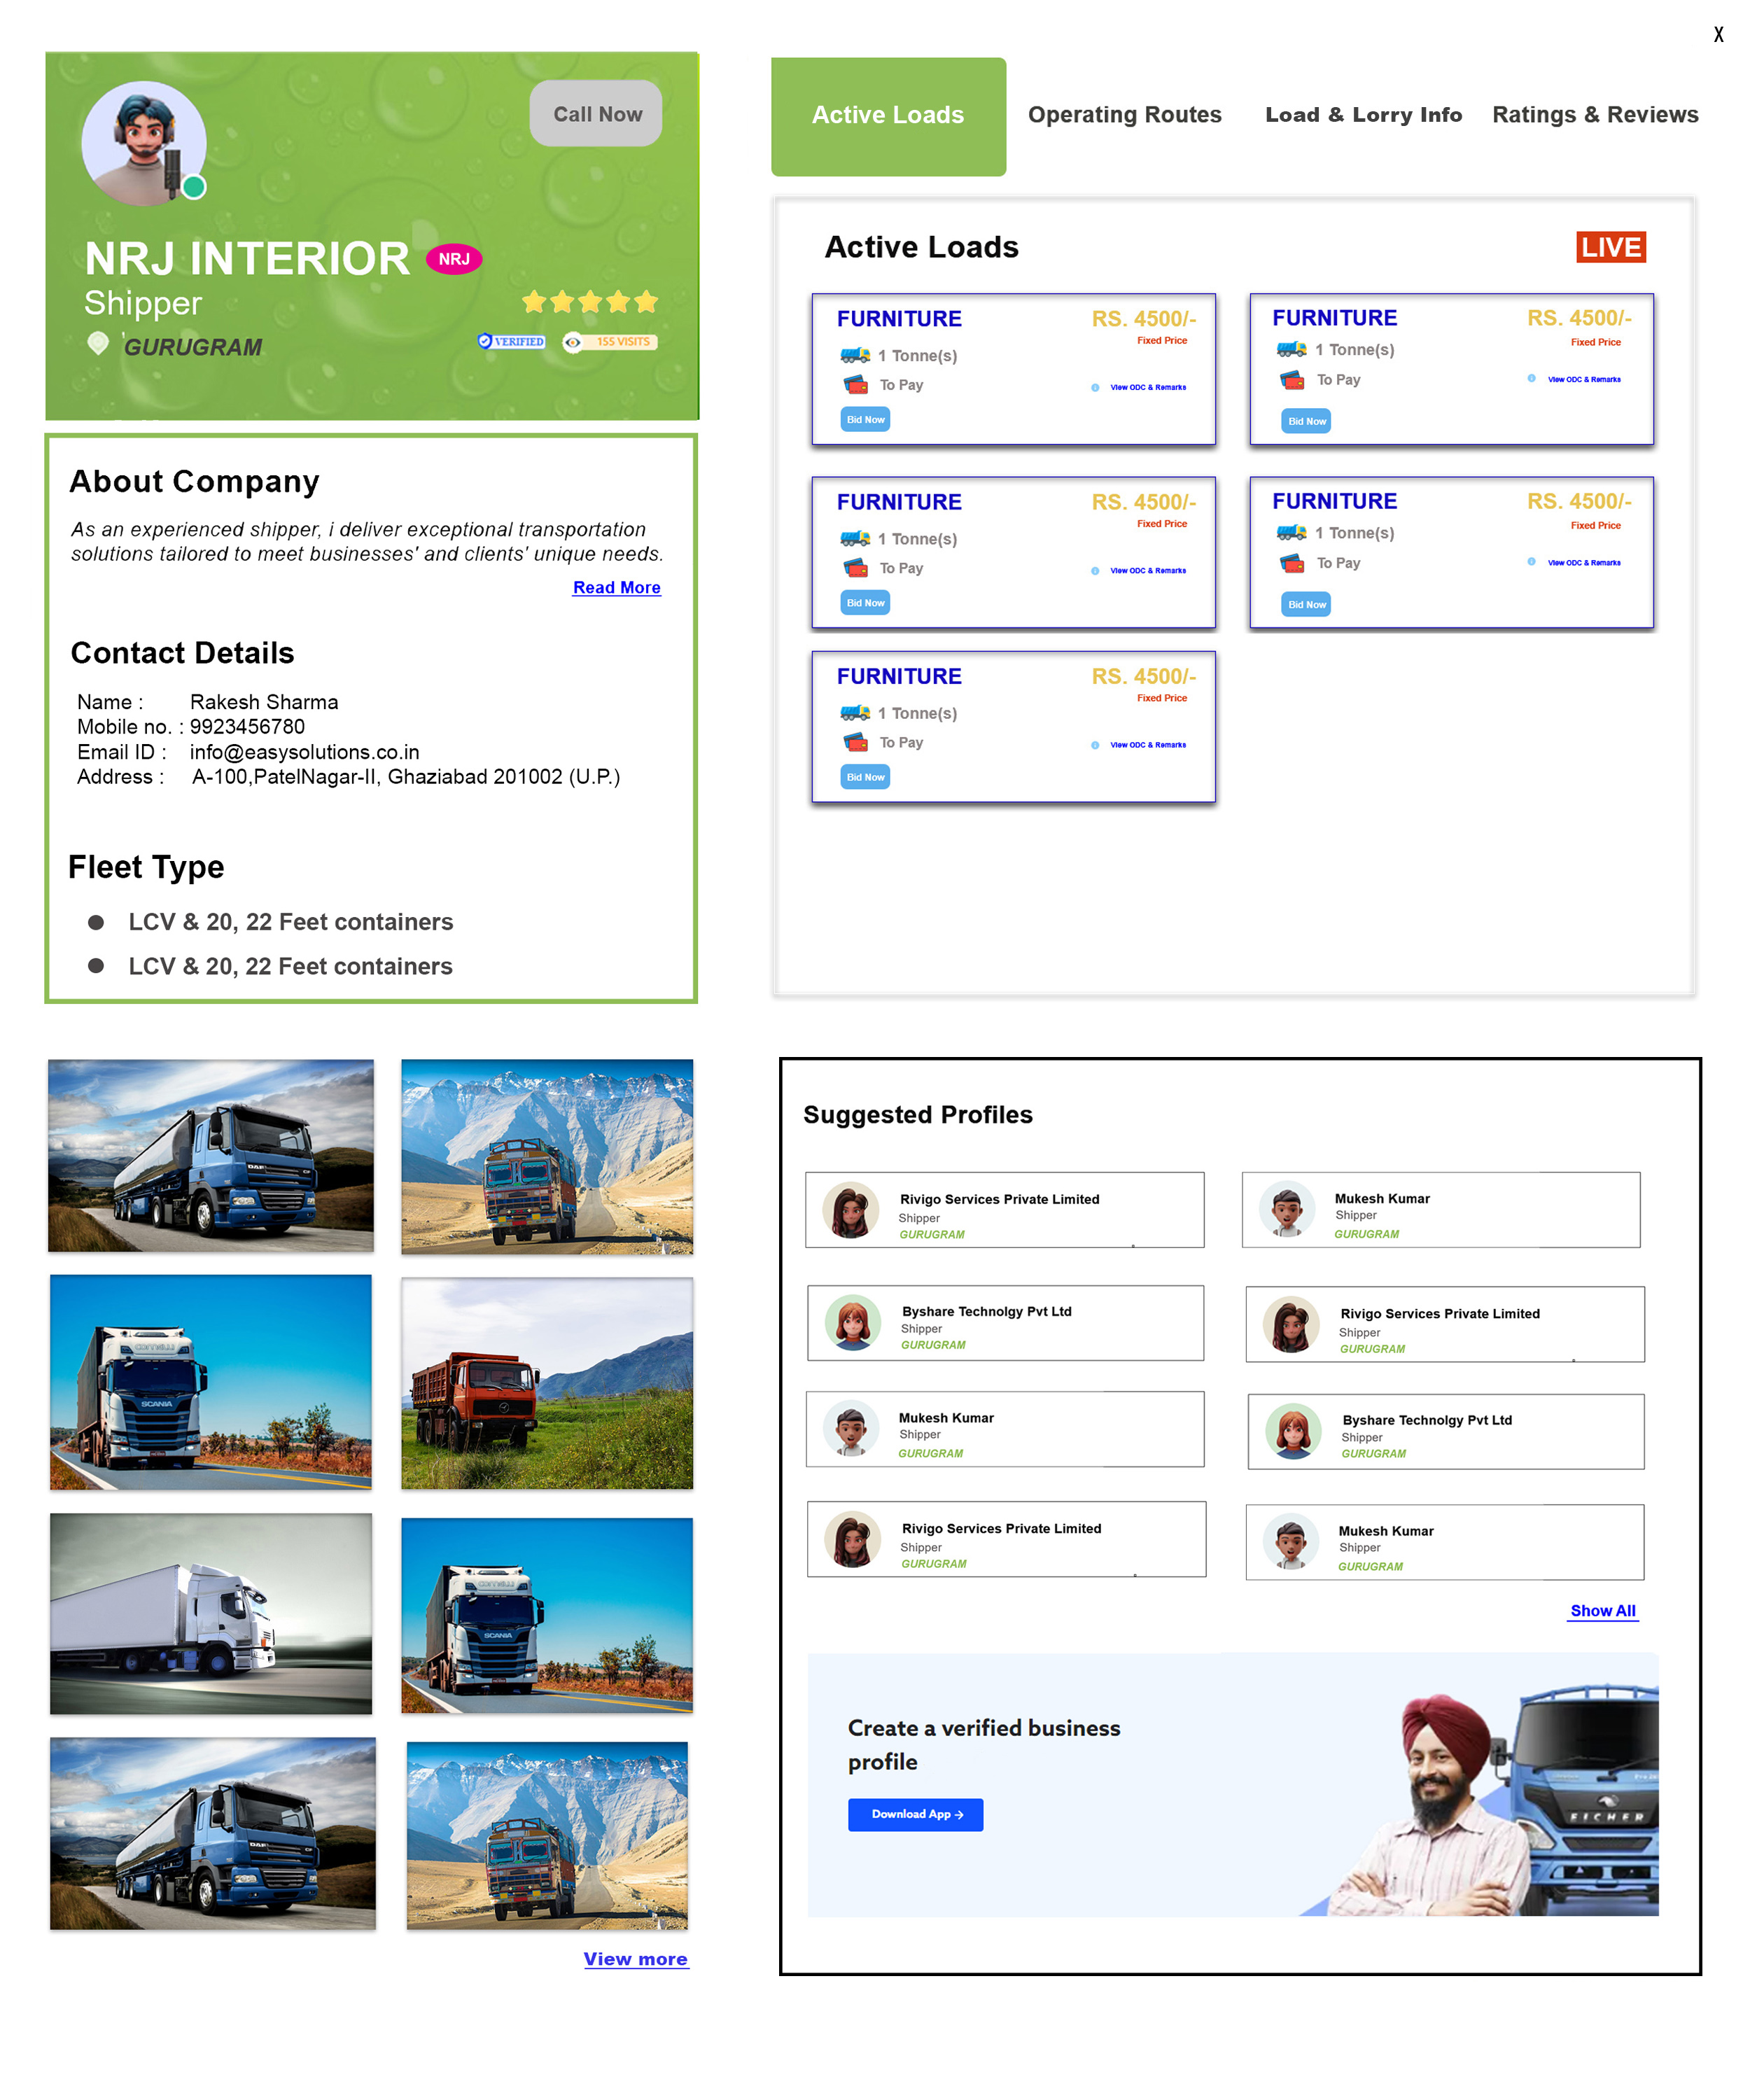 X
Call Now
NRJ INTERIOR NRJ
Shipper
GURUGRAM
VERIFIED 155 VISITS
About Company
As an experienced shipper, i deliver exceptional transportation
solutions tailored to meet businesses' and clients' unique needs.
Read More
Contact Details
Name : Rakesh Sharma
Mobile no. : 9923456780
Email ID : info@easysolutions.co.in
Address : A-100,PatelNagar-II, Ghaziabad 201002 (U.P.)
Fleet Type
LCV & 20, 22 Feet containers
LCV & 20, 22 Feet containers
Active Loads Operating Routes Load & Lorry Info Ratings & Reviews
Active Loads LIVE
FURNITURE RS. 4500/-
Fixed Price
1 Tonne(s)
To Pay View ODC & Remarks
Bid Now
FURNITURE RS. 4500/-
Fixed Price
1 Tonne(s)
To Pay View ODC & Remarks
Bid Now
FURNITURE RS. 4500/-
Fixed Price
1 Tonne(s)
To Pay View ODC & Remarks
Bid Now
FURNITURE RS. 4500/-
Fixed Price
1 Tonne(s)
To Pay View ODC & Remarks
Bid Now
FURNITURE RS. 4500/-
Fixed Price
1 Tonne(s)
To Pay View ODC & Remarks
Bid Now
DAF CF
SCANIA
SCANIA
DAF
View more
Suggested Profiles
Rivigo Services Private Limited
Shipper
GURUGRAM
Mukesh Kumar
Shipper
GURUGRAM
Byshare Technolgy Pvt Ltd
Shipper
GURUGRAM
Rivigo Services Private Limited
Shipper
GURUGRAM
Mukesh Kumar
Shipper
GURUGRAM
Byshare Technolgy Pvt Ltd
Shipper
GURUGRAM
Rivigo Services Private Limited
Shipper
GURUGRAM
Mukesh Kumar
Shipper
GURUGRAM
Show All
Create a verified business
profile
Download App →
EICHER